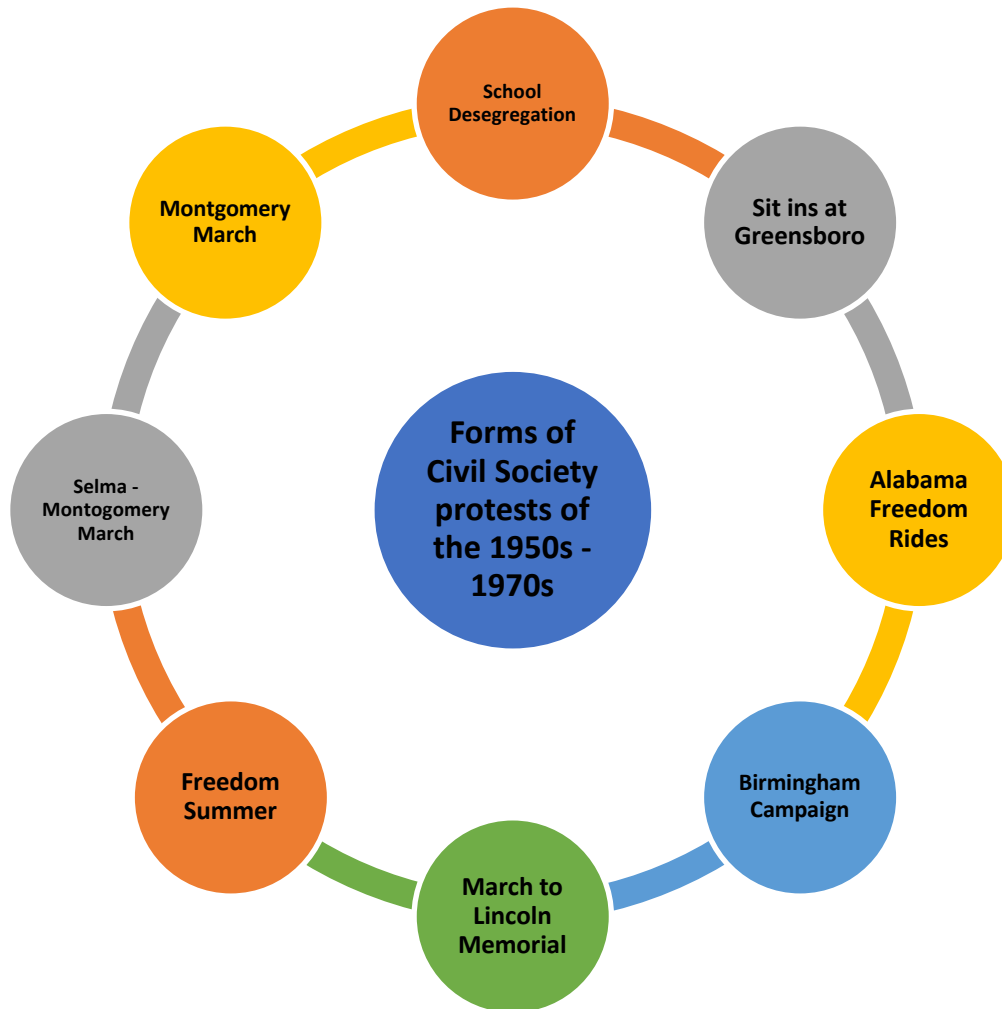 School
Desegregation
Sit ins at
Greensboro
Alabama
Freedom
Rides
Birmingham
Campaign
March to
Lincoln
Memorial
Freedom
Summer
Selma -
Montogomery
March
Montgomery
March
Forms of
Civil Society
protests of
the 1950s -
1970s